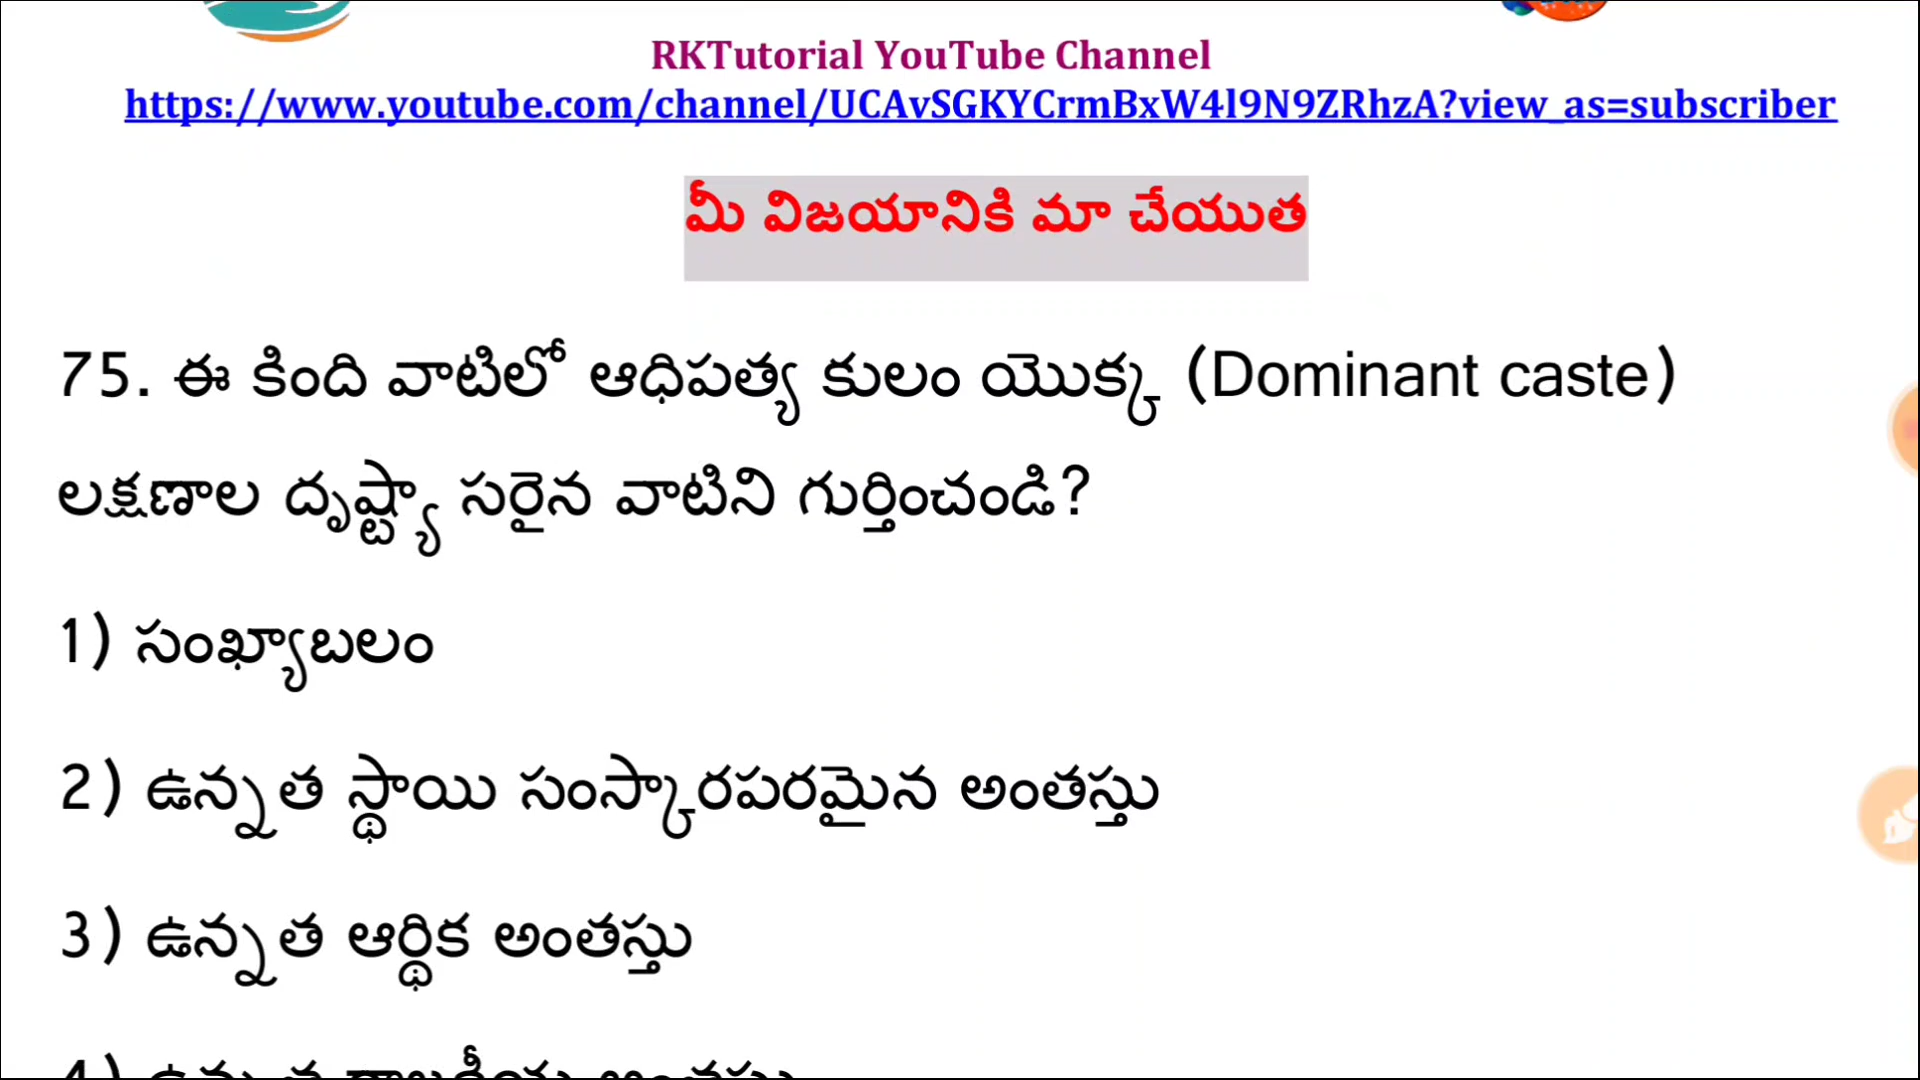 RKTutorial YouTube Channel
https://www.youtube.com/channel/UCAvSGKYCrmBxW4l9N9ZRhzA?view_as=subscriber
మీ విజయానికి మా చేయుత
75. ఈ కింది వాటిలో ఆధిపత్య కులం యొక్క (Dominant caste)
లక్షణాల దృష్ట్యా సరైన వాటిని గుర్తించండి?
1) సంఖ్యాబలం
2) ఉన్నత స్థాయి సంస్కారపరమైన అంతస్తు
3) ఉన్నత ఆర్థిక అంతస్తు